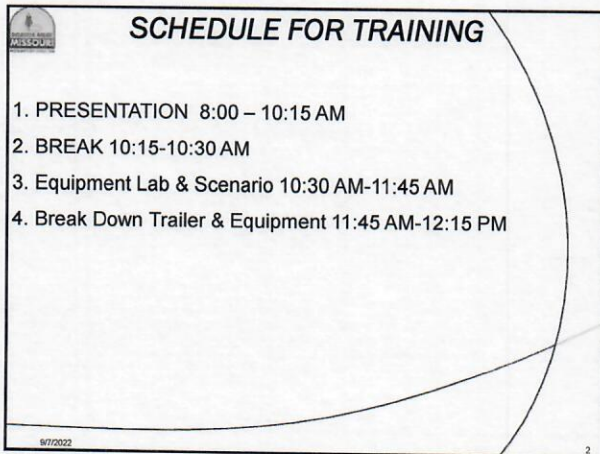 MISSOURI
SCHEDULE FOR TRAINING
1. PRESENTATION 8:00 – 10:15 AM
2. BREAK 10:15-10:30 AM
3. Equipment Lab & Scenario 10:30 AM-11:45 AM
4. Break Down Trailer & Equipment 11:45 AM-12:15 PM
9/7/2022
2